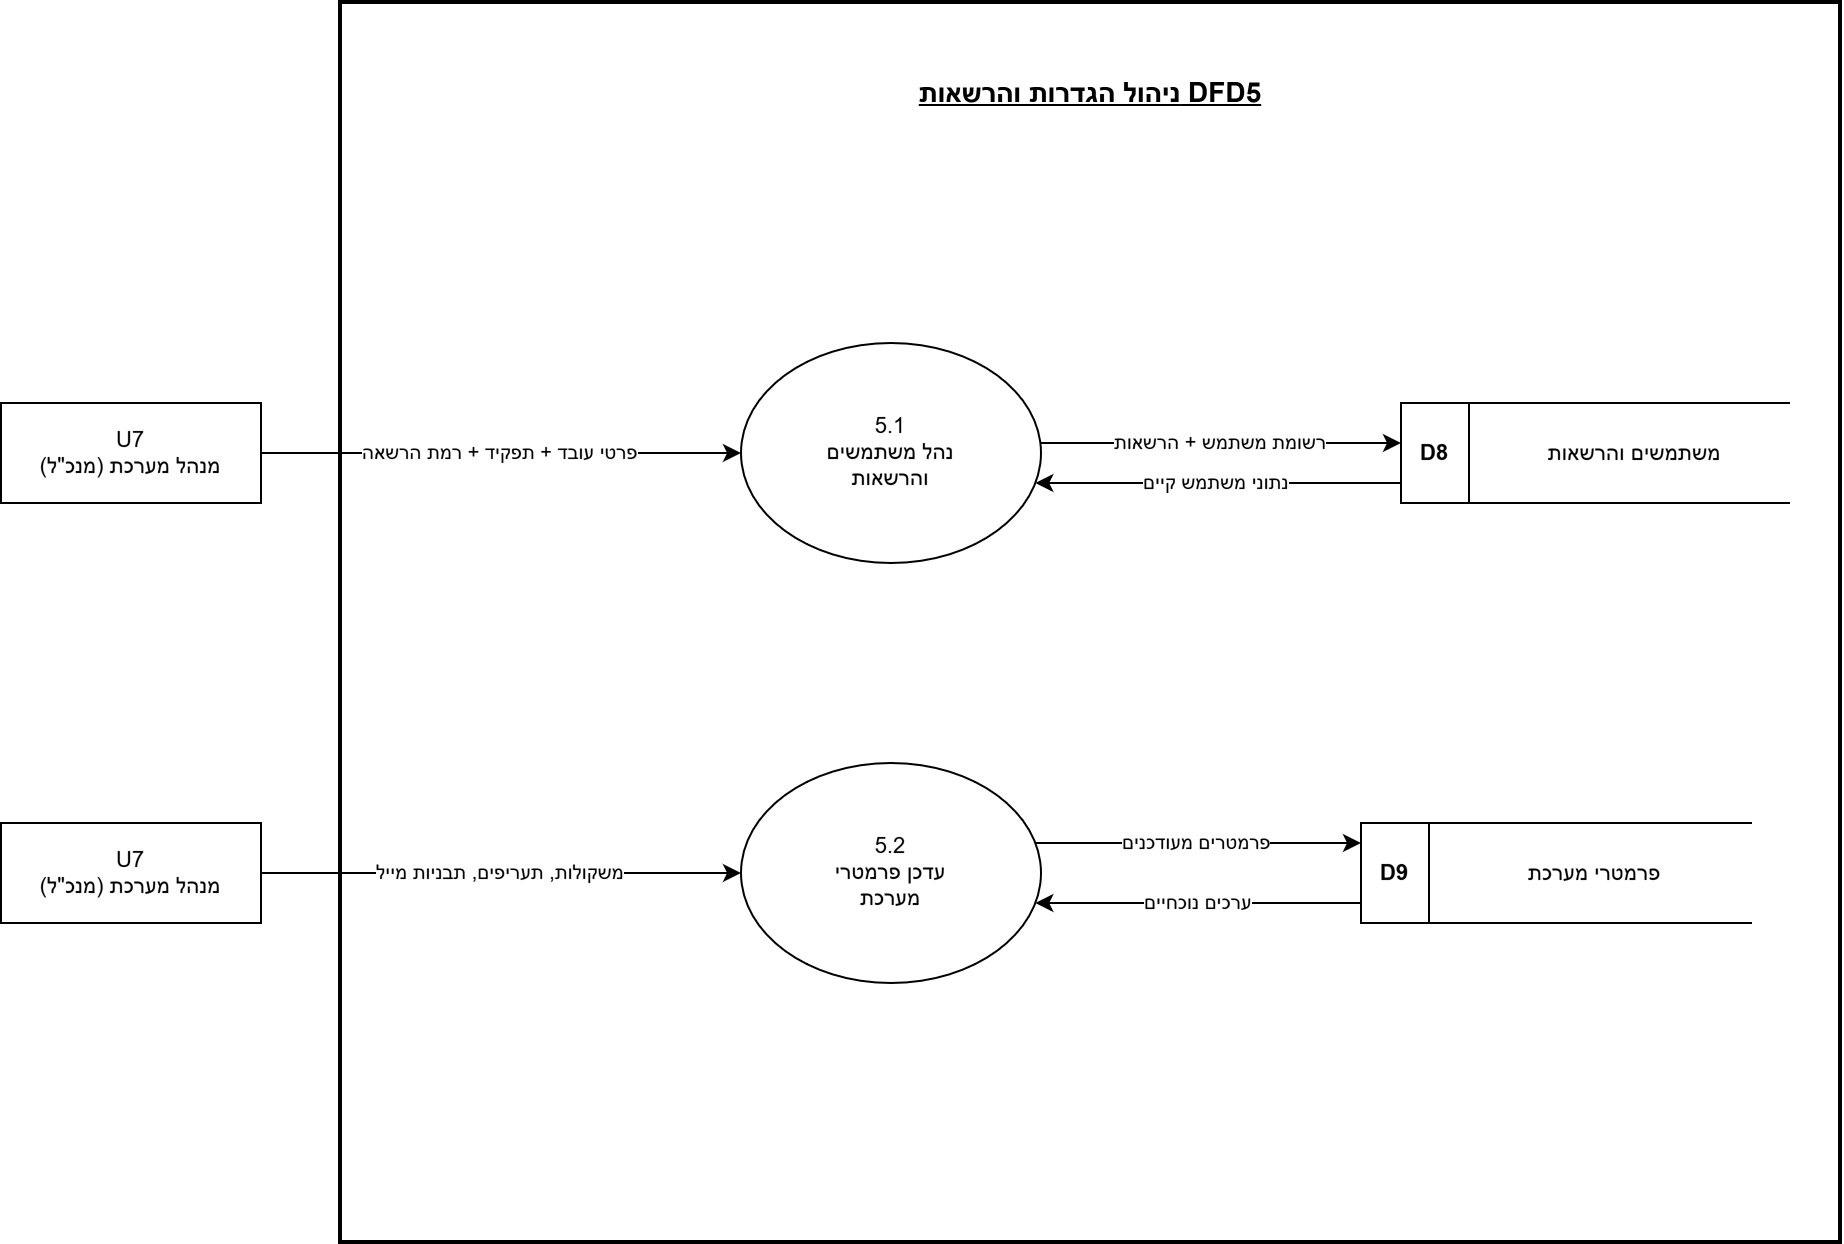 DFD5 ניהול הגדרות והרשאות
U7
מנהל מערכת (מנכ"ל)
פרטי עובד + תפקיד + רמת הרשאה
5.1
נהל משתמשים
והרשאות
רשומת משתמש + הרשאות
נתוני משתמש קיים
D8
משתמשים והרשאות
U7
מנהל מערכת (מנכ"ל)
משקולות, תעריפים, תבניות מייל
5.2
עדכן פרמטרי
מערכת
פרמטרים מעודכנים
ערכים נוכחיים
D9
פרמטרי מערכת